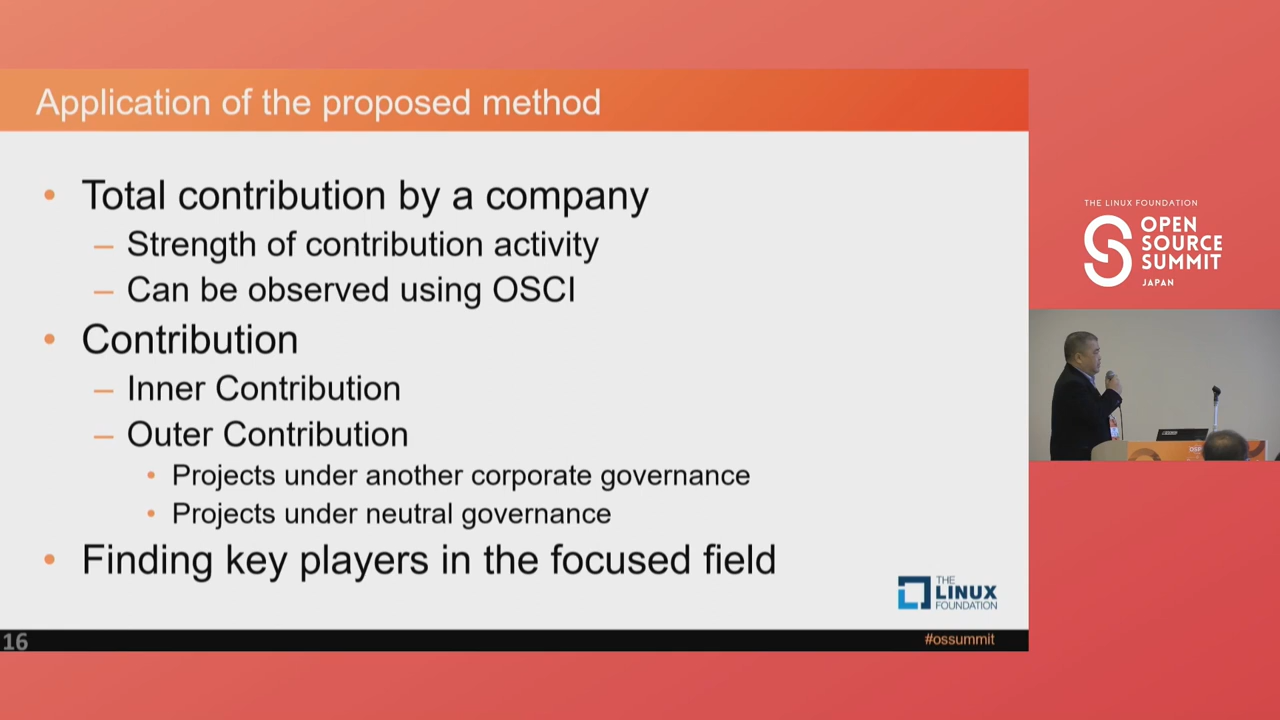 Application of the proposed method
• Total contribution by a company
– Strength of contribution activity
– Can be observed using OSCI
• Contribution
– Inner Contribution
– Outer Contribution
• Projects under another corporate governance
• Projects under neutral governance
• Finding key players in the focused field
THE
LINUX
FOUNDATION
16
#ossummit
THE LINUX FOUNDATION
OPEN
SOURCE
SUMMIT
JAPAN